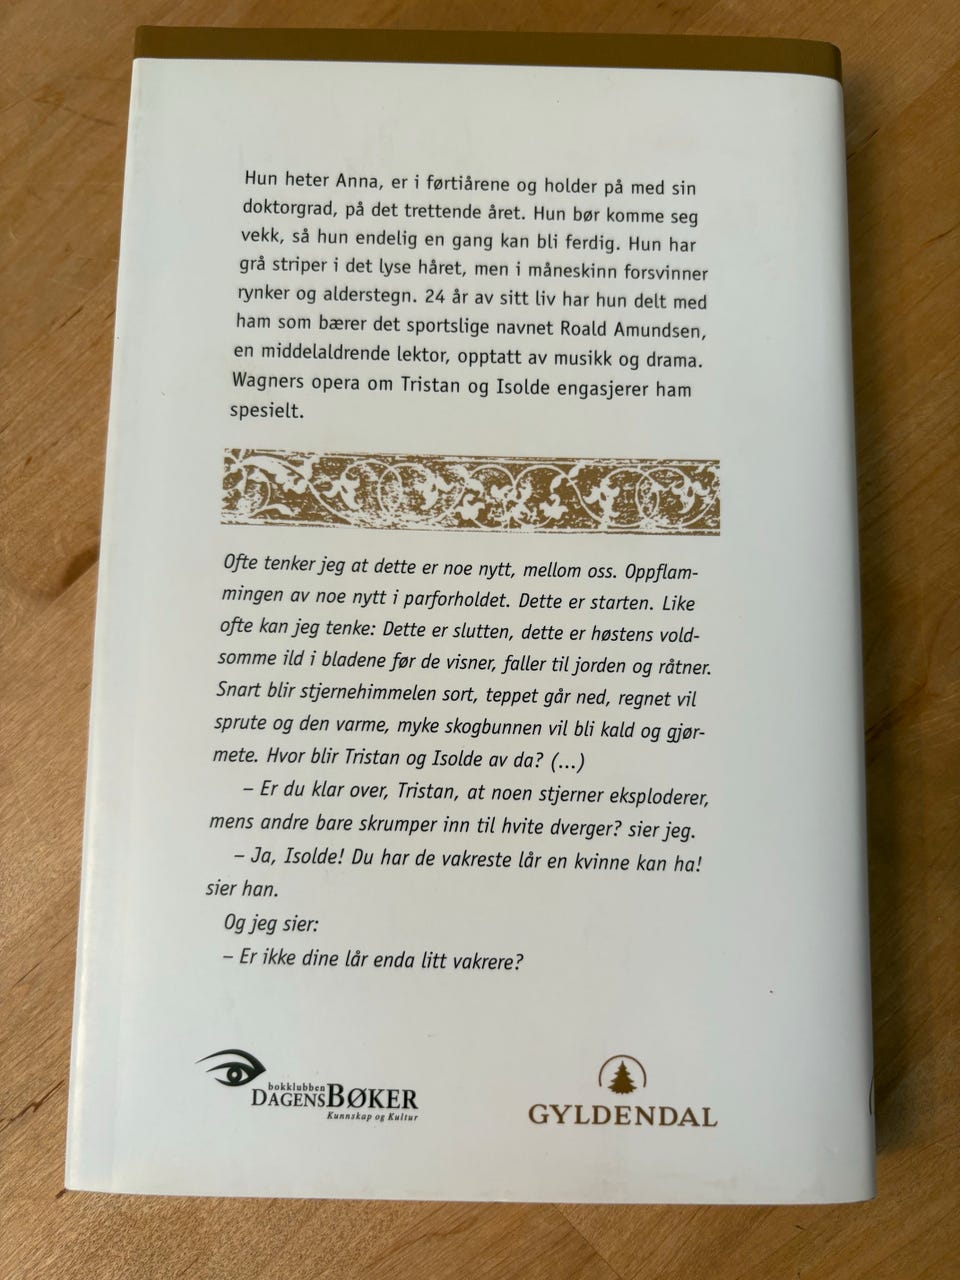 Hun heter Anna, er i førtiårene og holder på med sin
doktorgrad, på det trettende året. Hun bør komme seg
vekk, så hun endelig en gang kan bli ferdig. Hun har
grå striper i det lyse håret, men i måneskinn forsvinner
rynker og alderstegn. 24 år av sitt liv har hun delt med
ham som bærer det sportslige navnet Roald Amundsen,
en middelaldrende lektor, opptatt av musikk og drama.
Wagners opera om Tristan og Isolde engasjerer ham
spesielt.
Ofte tenker jeg at dette er noe nytt, mellom oss. Oppflam-
mingen av noe nytt i parforholdet. Dette er starten. Like
ofte kan jeg tenke: Dette er slutten, dette er høstens vold-
somme ild i bladene før de visner, faller til jorden og råtner.
Snart blir stjernehimmelen sort, teppet går ned, regnet vil
sprute og den varme, myke skogbunnen vil bli kald og gjør-
mete. Hvor blir Tristan og Isolde av da? (...)
– Er du klar over, Tristan, at noen stjerner eksploderer,
mens andre bare skrumper inn til hvite dverger? sier jeg.
– Ja, Isolde! Du har de vakreste lår en kvinne kan ha!
sier han.
Og jeg sier:
– Er ikke dine lår enda litt vakrere?
bokklubben
DAGENSBØKER
Kunnskap og Kultur
GYLDENDAL